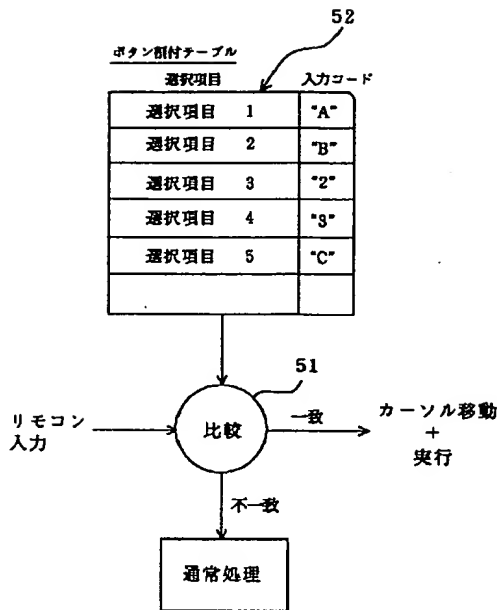 52
ボタン割付テーブル
選択項目 入力コード
選択項目 1 "A"
選択項目 2 "B"
選択項目 3 "2"
選択項目 4 "3"
選択項目 5 "C"
51
リモコン
入力
比較
一致
カーソル移動
+
実行
不一致
通常処理